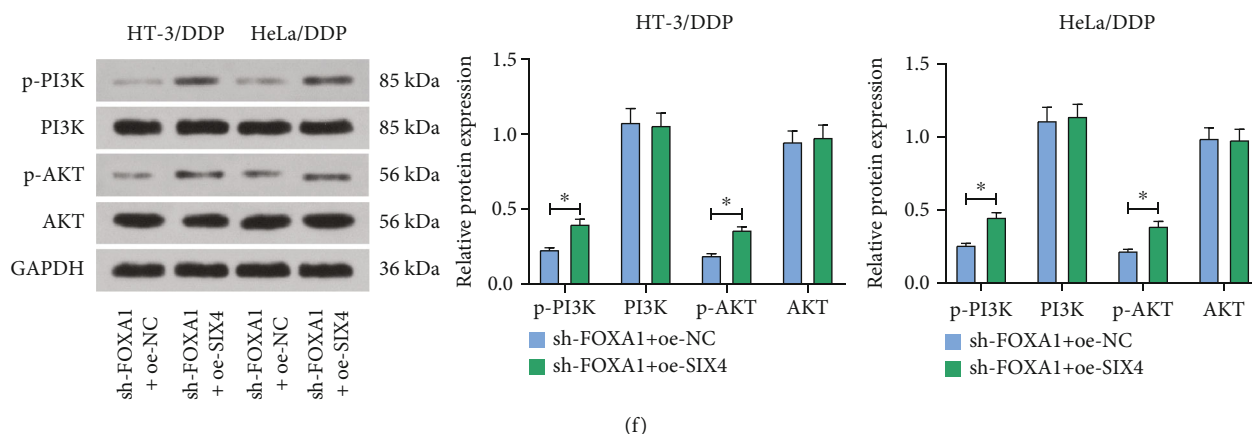 HT-3/DDP HeLa/DDP
p-PI3K 85 kDa
PI3K 85 kDa
p-AKT 56 kDa
AKT 56 kDa
GAPDH 36 kDa
sh-FOXA1
+ oe-NC
sh-FOXA1
+ oe-SIX4
sh-FOXA1
+ oe-NC
sh-FOXA1
+ oe-SIX4
HT-3/DDP
Relative protein expression
1.5
1.0
0.5
0.0
*
*
p-PI3K PI3K p-AKT AKT
sh-FOXA1+oe-NC
sh-FOXA1+oe-SIX4
HeLa/DDP
Relative protein expression
1.5
1.0
0.5
0.0
*
*
p-PI3K PI3K p-AKT AKT
sh-FOXA1+oe-NC
sh-FOXA1+oe-SIX4
(f)